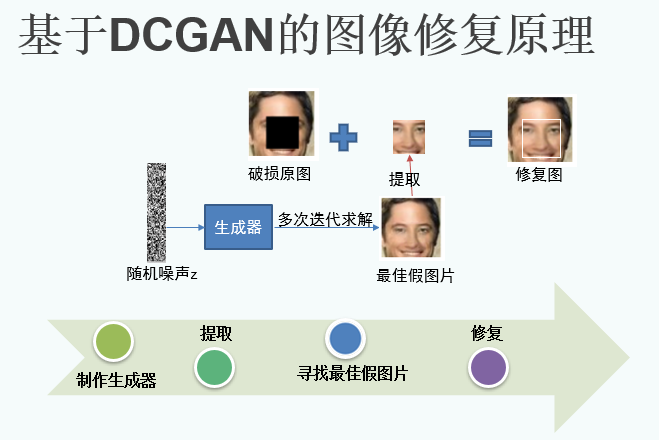 基于DCGAN的图像修复原理
破损原图
提取
修复图
生成器
多次迭代求解
随机噪声z
最佳假图片
制作生成器
提取
寻找最佳假图片
修复